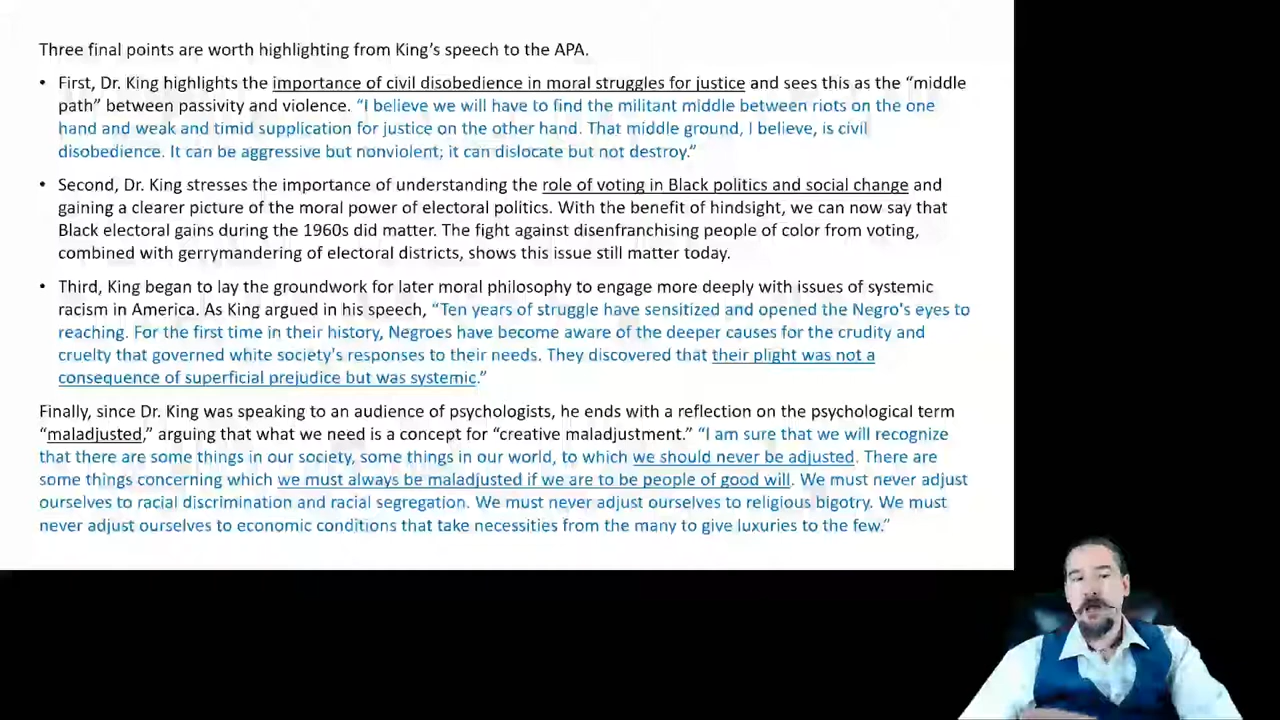 Three final points are worth highlighting from King's speech to the APA.
• First, Dr. King highlights the importance of civil disobedience in moral struggles for justice and sees this as the “middle
path” between passivity and violence. “I believe we will have to find the militant middle between riots on the one
hand and weak and timid supplication for justice on the other hand. That middle ground, I believe, is civil
disobedience. It can be aggressive but nonviolent; it can dislocate but not destroy.”
• Second, Dr. King stresses the importance of understanding the role of voting in Black politics and social change and
gaining a clearer picture of the moral power of electoral politics. With the benefit of hindsight, we can now say that
Black electoral gains during the 1960s did matter. The fight against disenfranchising people of color from voting,
combined with gerrymandering of electoral districts, shows this issue still matter today.
• Third, King began to lay the groundwork for later moral philosophy to engage more deeply with issues of systemic
racism in America. As King argued in his speech, “Ten years of struggle have sensitized and opened the Negro's eyes to
reaching. For the first time in their history, Negroes have become aware of the deeper causes for the crudity and
cruelty that governed white society's responses to their needs. They discovered that their plight was not a
consequence of superficial prejudice but was systemic.”
Finally, since Dr. King was speaking to an audience of psychologists, he ends with a reflection on the psychological term
“maladjusted,” arguing that what we need is a concept for “creative maladjustment.” “I am sure that we will recognize
that there are some things in our society, some things in our world, to which we should never be adjusted. There are
some things concerning which we must always be maladjusted if we are to be people of good will. We must never adjust
ourselves to racial discrimination and racial segregation. We must never adjust ourselves to religious bigotry. We must
never adjust ourselves to economic conditions that take necessities from the many to give luxuries to the few.”